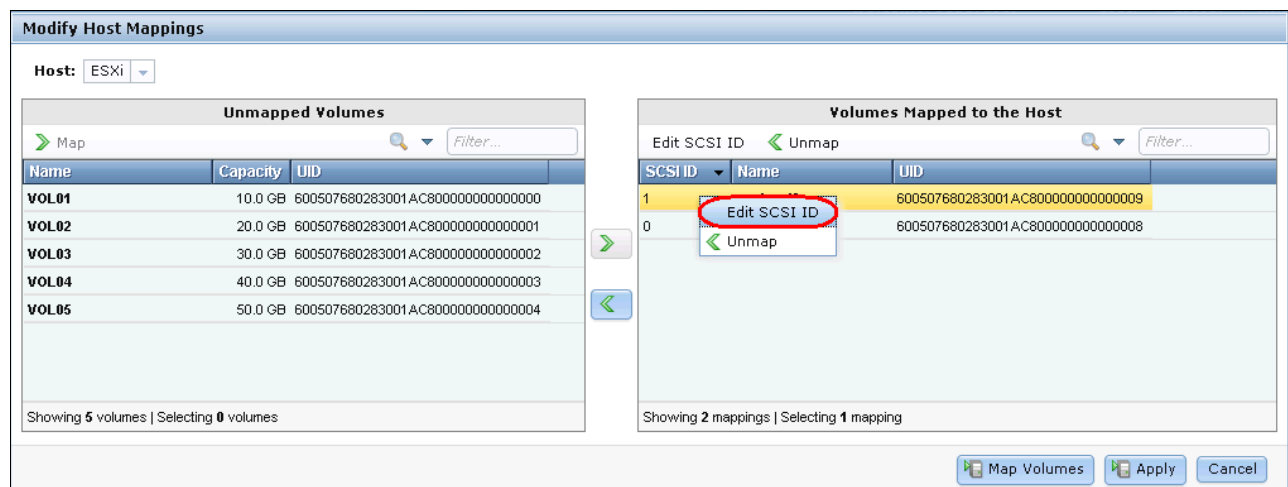 Modify Host Mappings
Host: ESXi
Unmapped Volumes
Map Filter...
Name Capacity UID
VOL01 10.0 GB 600507680283001AC800000000000000
VOL02 20.0 GB 600507680283001AC800000000000001
VOL03 30.0 GB 600507680283001AC800000000000002
VOL04 40.0 GB 600507680283001AC800000000000003
VOL05 50.0 GB 600507680283001AC800000000000004
Showing 5 volumes | Selecting 0 volumes
Volumes Mapped to the Host
Edit SCSI ID Unmap Filter...
SCSI ID Name UID
1 600507680283001AC800000000000009
0 600507680283001AC800000000000008
Edit SCSI ID
Unmap
Showing 2 mappings | Selecting 1 mapping
Map Volumes Apply Cancel